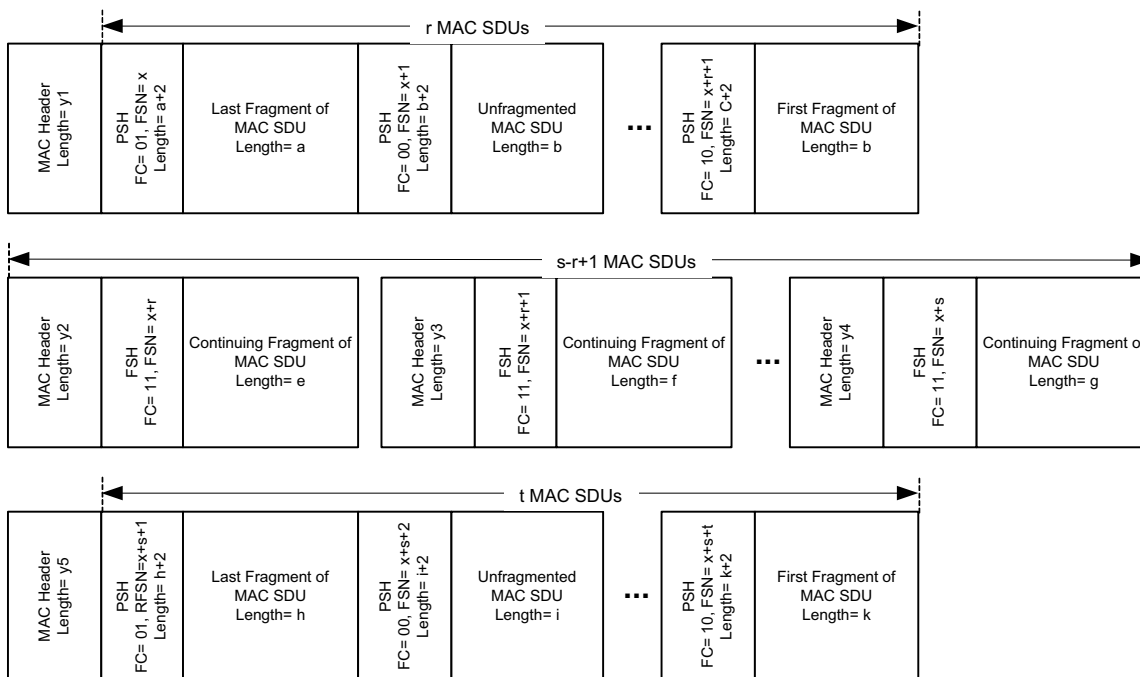 r MAC SDUs
MAC Header
Length= y1
PSH
FC= 01, FSN= x
Length= a+2
Last Fragment of
MAC SDU
Length= a
PSH
FC= 00, FSN= x+1
Length= b+2
Unfragmented
MAC SDU
Length= b
...
PSH
FC= 10, FSN= x+r+1
Length= C+2
First Fragment of
MAC SDU
Length= b
s-r+1 MAC SDUs
MAC Header
Length= y2
FSH
FC= 11, FSN= x+r
Continuing Fragment of
MAC SDU
Length= e
MAC Header
Length= y3
FSH
FC= 11, FSN= x+r+1
Continuing Fragment of
MAC SDU
Length= f
...
MAC Header
Length= y4
FSH
FC= 11, FSN= x+s
Continuing Fragment o
MAC SDU
Length= g
t MAC SDUs
MAC Header
Length= y5
PSH
FC= 01, RFSN=x+s+1
Length= h+2
Last Fragment of
MAC SDU
Length= h
PSH
FC= 00, FSN= x+s+2
Length= i+2
Unfragmented
MAC SDU
Length= i
...
PSH
FC= 10, FSN= x+s+t
Length= k+2
First Fragment of
MAC SDU
Length= k